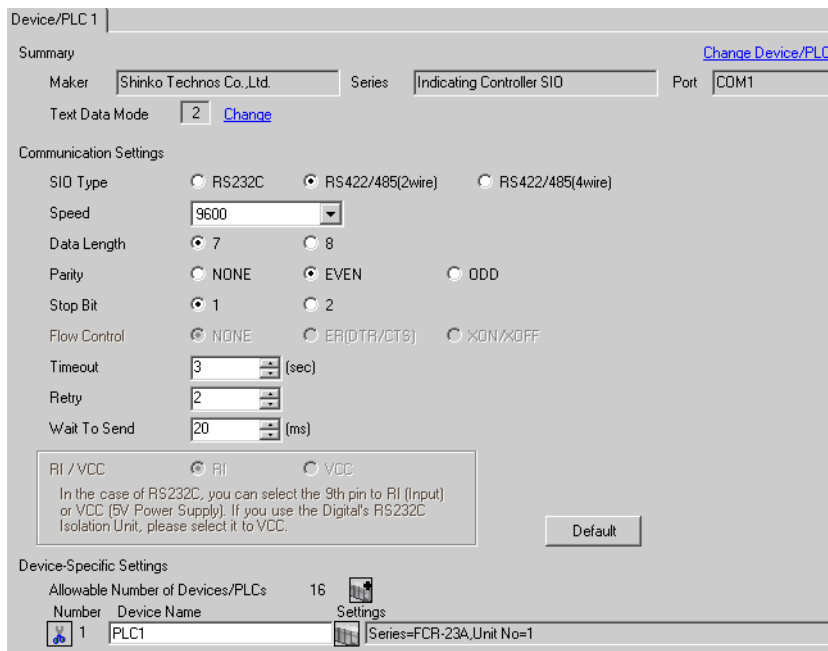 Device/PLC 1
Summary
Change Device/PLC
Maker Shinko Technos Co.,Ltd. Series Indicating Controller SIO Port COM1
Text Data Mode 2 Change
Communication Settings
SIO Type RS232C RS422/485(2wire) RS422/485(4wire)
Speed 9600
Data Length 7 8
Parity NONE EVEN ODD
Stop Bit 1 2
Flow Control NONE ER(DTR/CTS) XON/XOFF
Timeout 3 (sec)
Retry 2
Wait To Send 20 (ms)
RI / VCC RI VCC
In the case of RS232C, you can select the 9th pin to RI (Input)
or VCC (5V Power Supply). If you use the Digital's RS232C
Isolation Unit, please select it to VCC.
Default
Device-Specific Settings
Allowable Number of Devices/PLCs 16
Number Device Name Settings
1 PLC1 Series=FCR-23A,Unit No=1